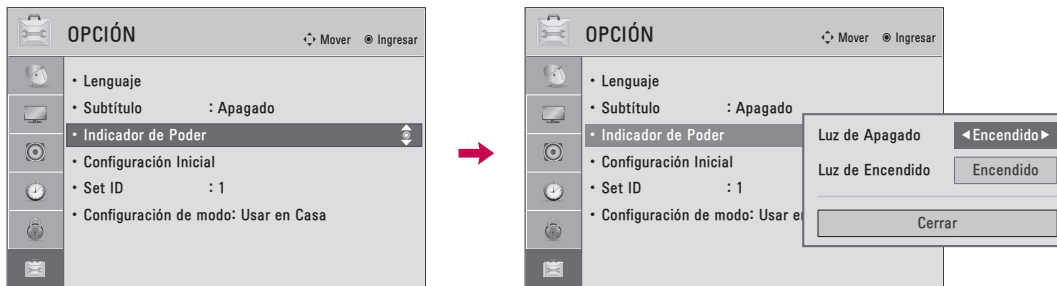 OPCIÓN
Mover Ingresar
• Lenguaje
• Subtítulo : Apagado
• Indicador de Poder
• Configuración Inicial
• Set ID : 1
• Configuración de modo: Usar en Casa
OPCIÓN
Mover Ingresar
• Lenguaje
• Subtítulo : Apagado
• Indicador de Poder
• Configuración Inicial
• Set ID : 1
• Configuración de modo: Usar e
Luz de Apagado ◄Encendido►
Luz de Encendido Encendido
Cerrar